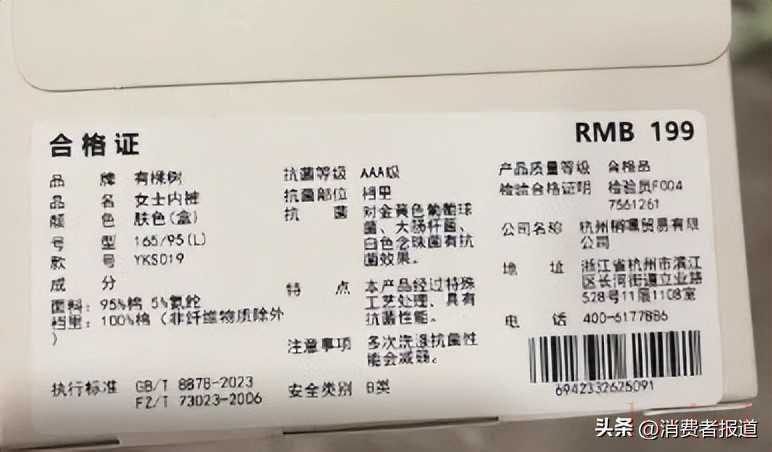 合格证
RMB 199
品 牌 有棵树
品 名 女士内裤
颜 色 肤色(盒)
号 型 165/95(L)
款 号 YKS019
成 分
面料: 95%棉 5%氨纶
裆里: 100%棉 (非纤维物质除外
)
执行标准 GB/T 8878-2023
FZ/T 73023-2006
抗菌等级 AAA级
抗菌部位 裆里
抗 菌 对金黄色葡萄球
菌、大肠杆菌、
白色念珠菌有抗
菌效果。
特 点 本产品经过特殊
工艺处理、具有
抗菌性能。
注意事项 多次洗涤抗菌性
能会减弱。
安全类别 B类
产品质量等级 合格品
检验合格证明 检验员F004
7561261
公司名称 杭州梢嘿贸易有限
公司
地 址 浙江省杭州市滨江
区长河街道立业路
528号11层1108室
电 话 400-6177886
6942332625091
头条 @消费者报道